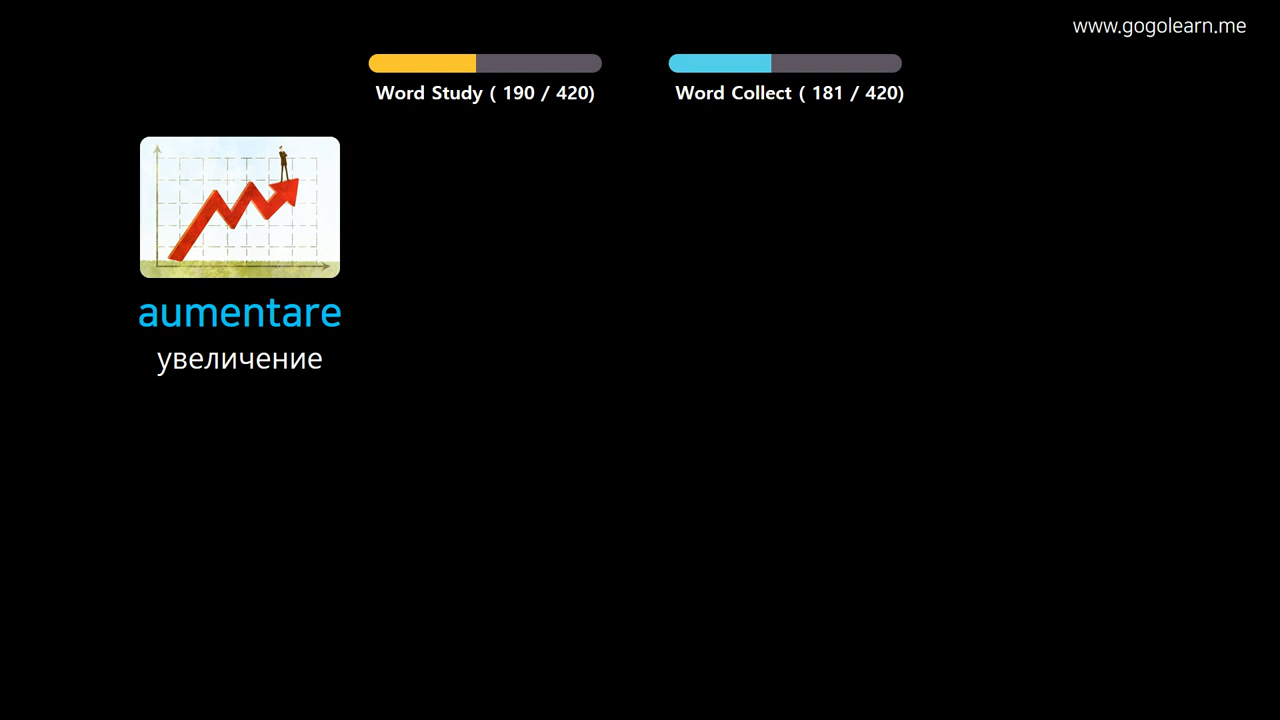 www.gogolearn.me
Word Study ( 190 / 420)
Word Collect ( 181 / 420)
aumentare
увеличение